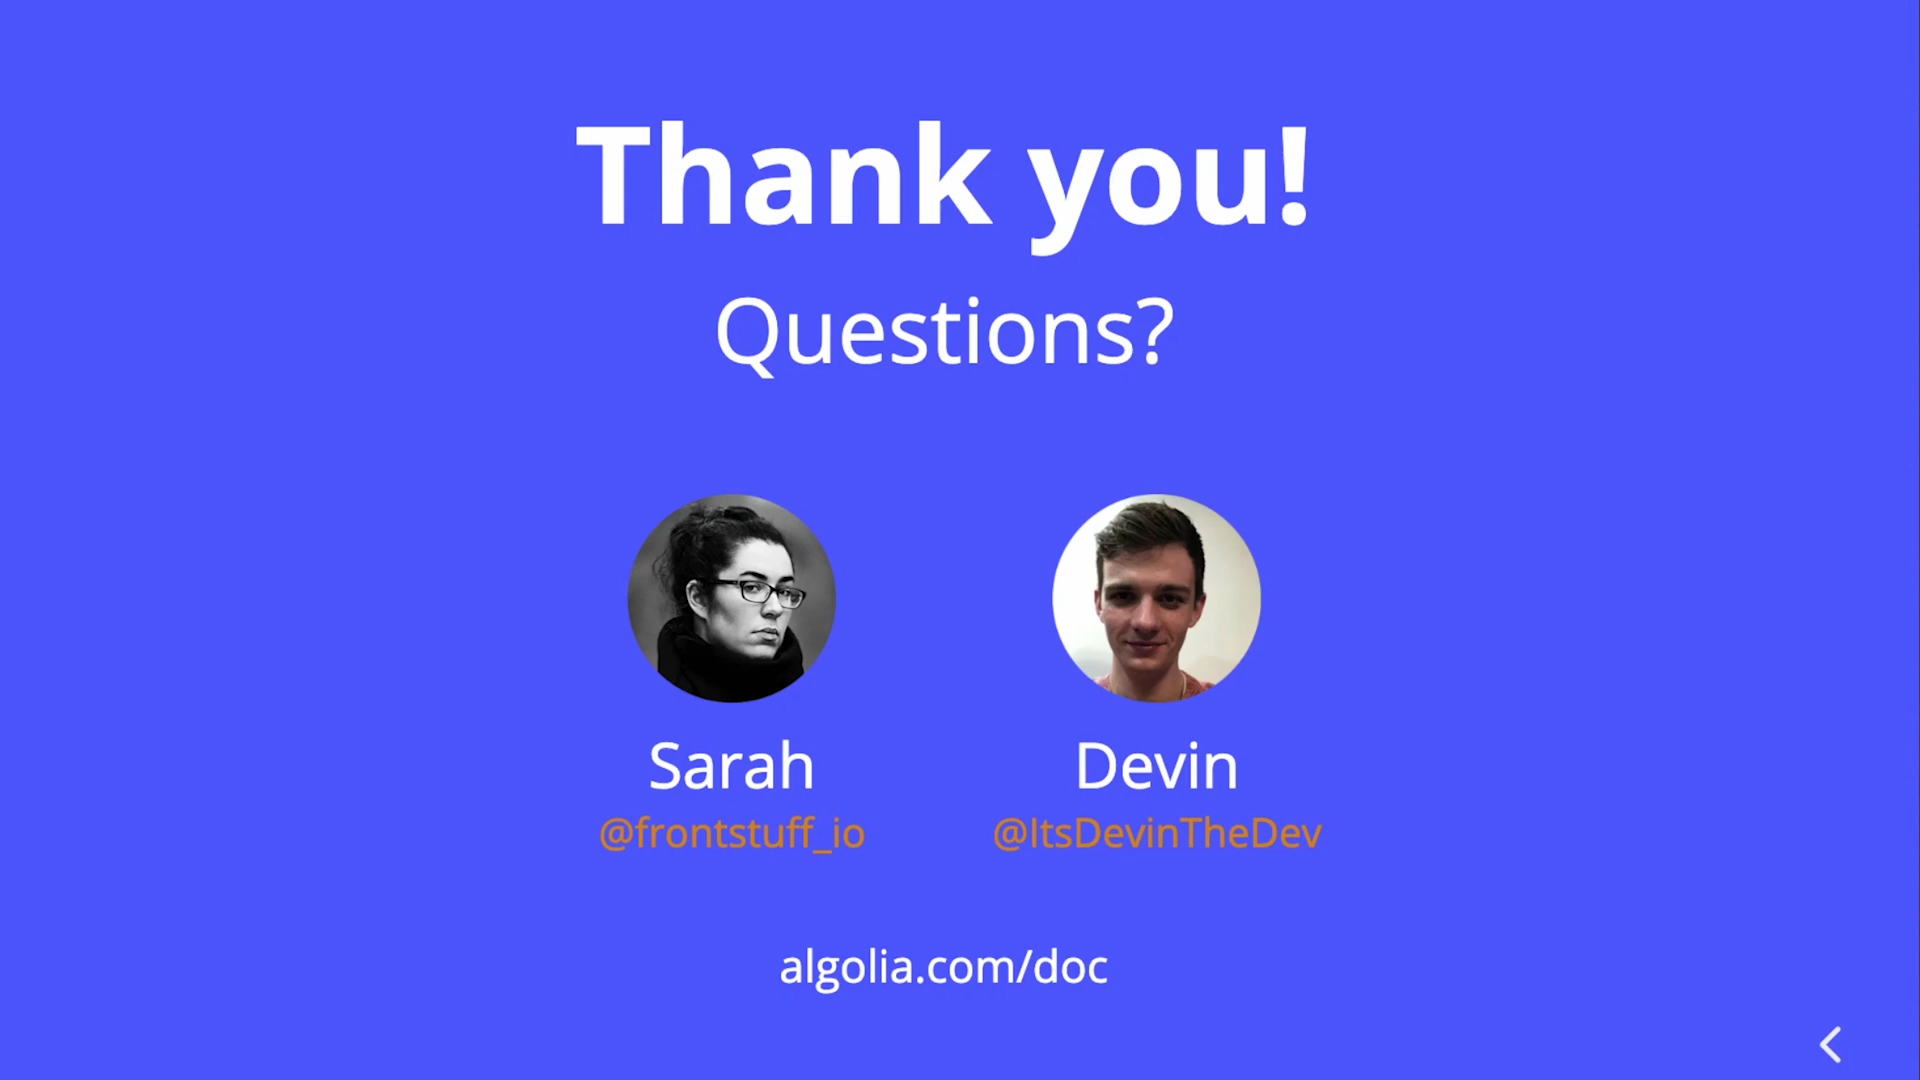 Thank you!
Questions?
Sarah
Devin
@frontstuff_io
@ItsDevinTheDev
algolia.com/doc